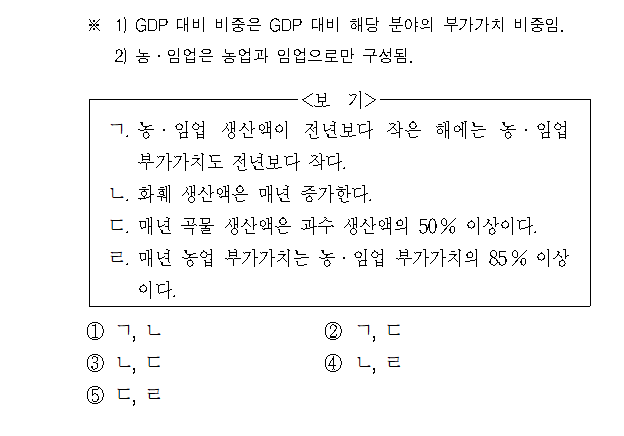 ※ 1) GDP 대비 비중은 GDP 대비 해당 분야의 부가가치 비중임.
2) 농·임업은 농업과 임업으로만 구성됨.
<보 기>
ㄱ. 농·임업 생산액이 전년보다 작은 해에는 농·임업
부가가치도 전년보다 작다.
ㄴ. 화훼 생산액은 매년 증가한다.
ㄷ. 매년 곡물 생산액은 과수 생산액의 50% 이상이다.
ㄹ. 매년 농업 부가가치는 농·임업 부가가치의 85% 이상
이다.
① ㄱ, ㄴ ② ㄱ, ㄷ
③ ㄴ, ㄷ ④ ㄴ, ㄹ
⑤ ㄷ, ㄹ